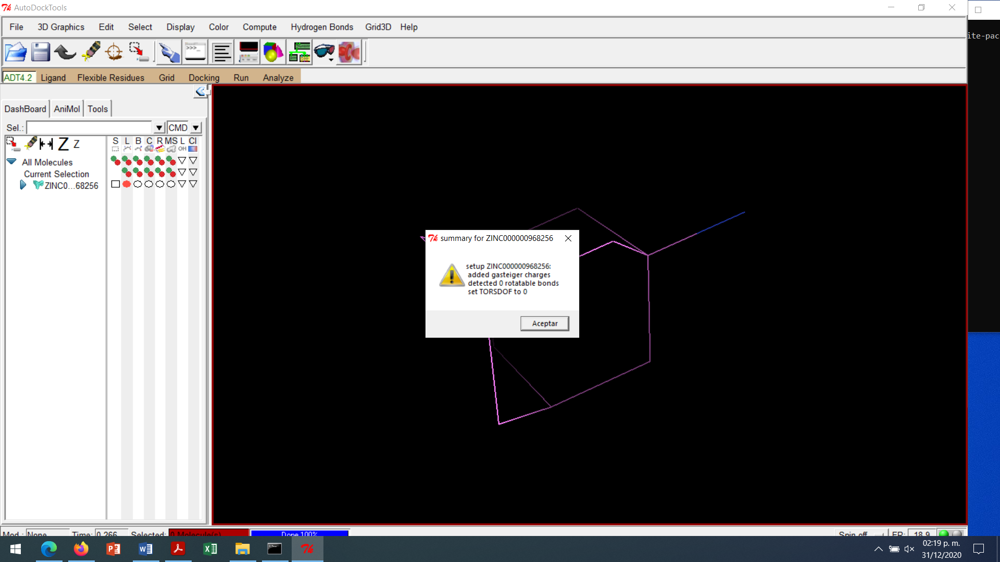 AutoDockTools
File 3D Graphics Edit Select Display Color Compute Hydrogen Bonds Grid3D Help
ite-pac
>>>_
ADT4.2 Ligand Flexible Residues Grid Docking Run Analyze
DashBoard AniMol Tools
Sel.: CMD
Z Z
S L B C R MS L Cl
OH
All Molecules
Current Selection
ZINC0...68256
summary for ZINC000000968256
setup ZINC000000968256:
added gasteiger charges
detected 0 rotatable bonds
set TORSDOF to 0
Aceptar
Mod.: None Time: 0.266 Selected: 0 Molecule(s) Done 100% Spin off FR: 18.9
02:19 p. m.
31/12/2020